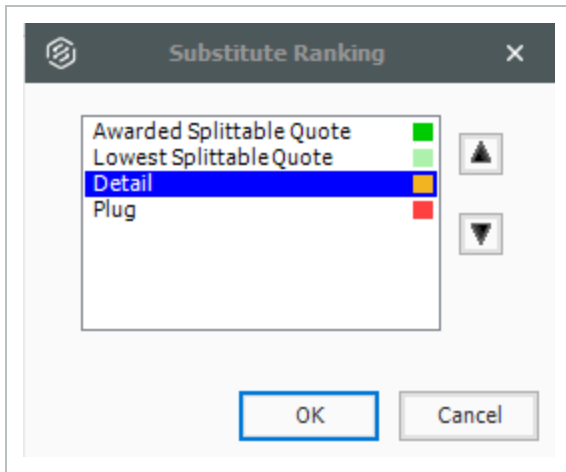 Substitute Ranking
Awarded Splittable Quote
Lowest Splittable Quote
Detail
Plug
OK
Cancel